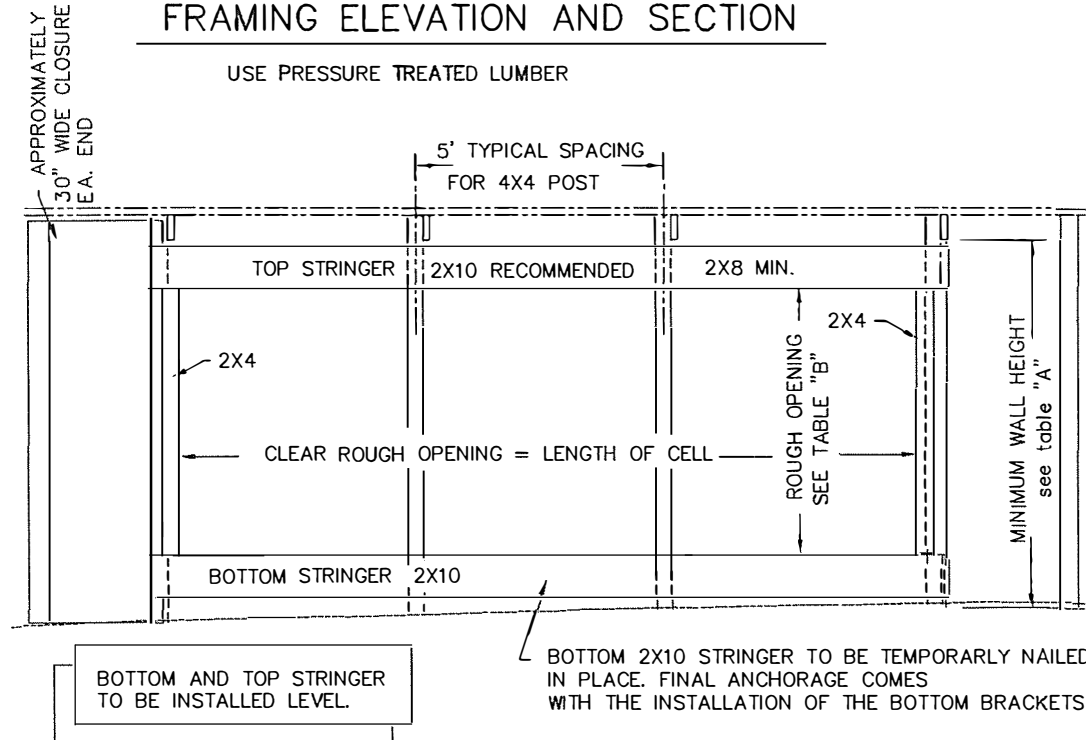 FRAMING ELEVATION AND SECTION
USE PRESSURE TREATED LUMBER
APPROXIMATELY
30" WIDE CLOSURE
EA. END
5' TYPICAL SPACING
FOR 4X4 POST
TOP STRINGER 2X10 RECOMMENDED 2X8 MIN.
2X4
2X4
ROUGH OPENING
SEE TABLE "B"
MINIMUM WALL HEIGHT
see table "A"
CLEAR ROUGH OPENING = LENGTH OF CELL
BOTTOM STRINGER 2X10
BOTTOM AND TOP STRINGER
TO BE INSTALLED LEVEL.
BOTTOM 2X10 STRINGER TO BE TEMPORARLY NAILED
IN PLACE. FINAL ANCHORAGE COMES
WITH THE INSTALLATION OF THE BOTTOM BRACKETS